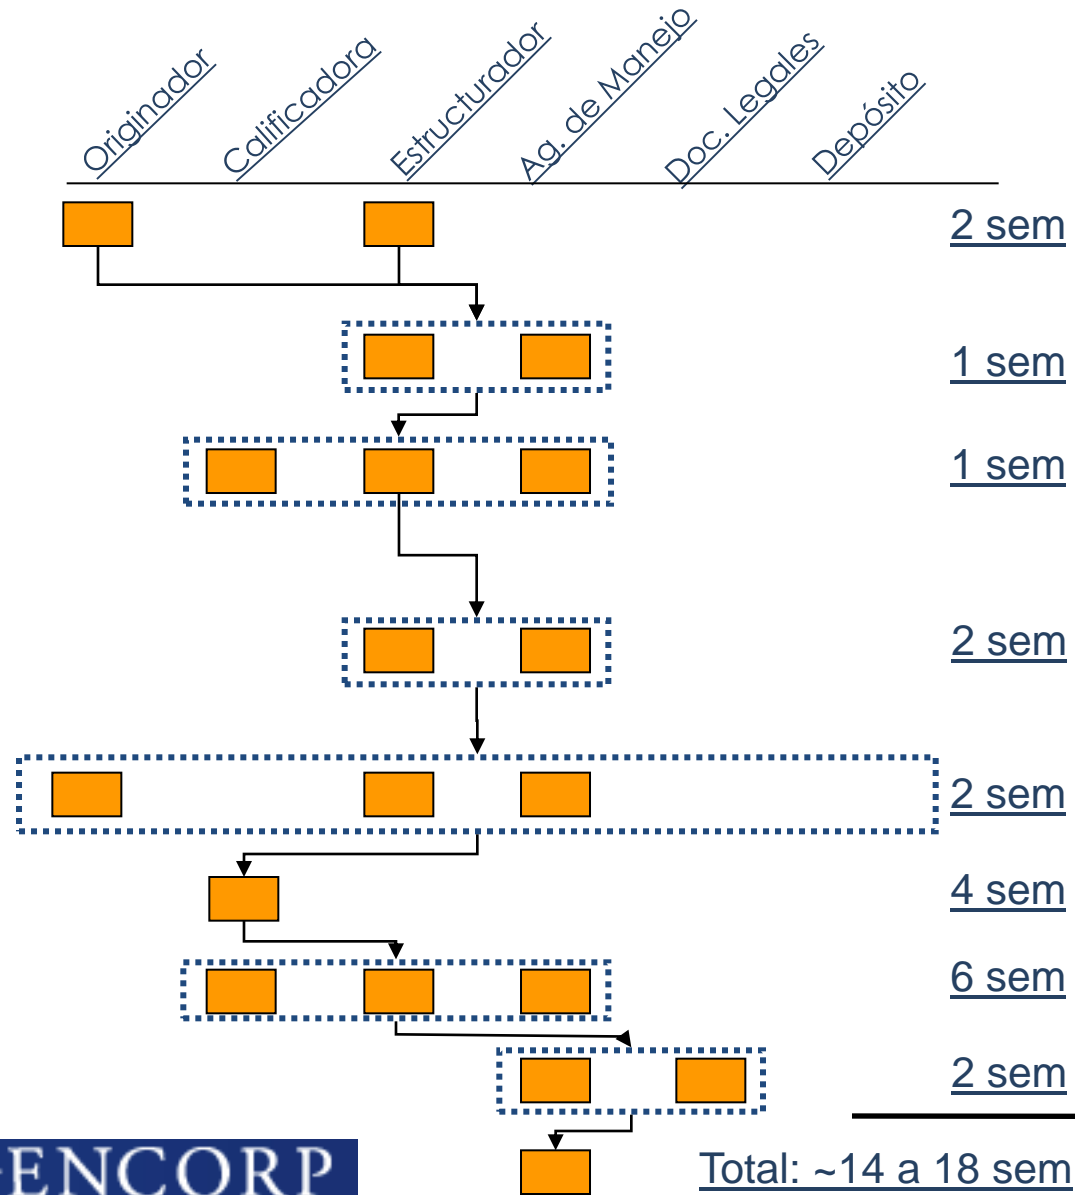 Originador
Calificadora
Estructurador
Ag. de Manejo
Doc. Legales
Depósito
2 sem
1 sem
1 sem
2 sem
2 sem
4 sem
6 sem
2 sem
ENCORP
Total: ~14 a 18 sem